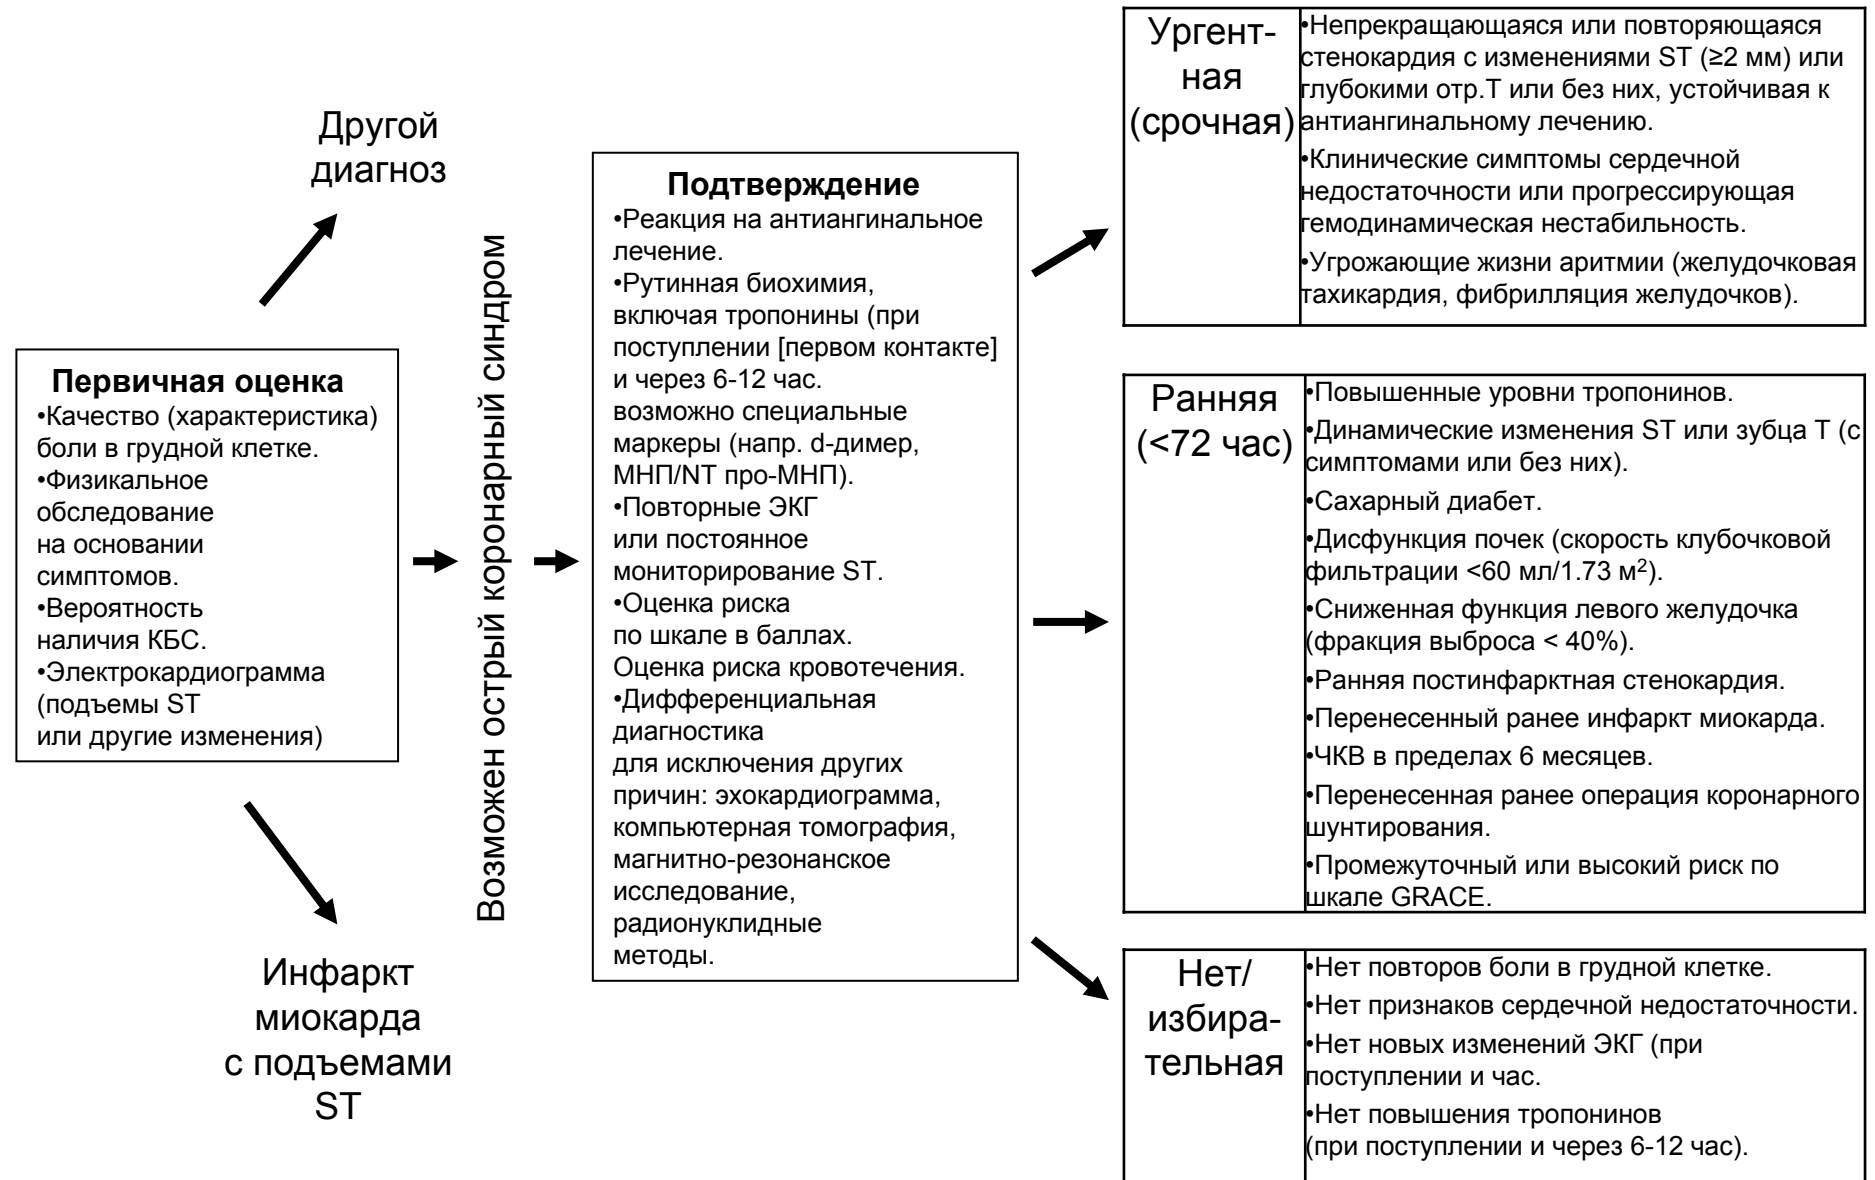 Другой
диагноз
Первичная оценка
•Качество (характеристика)
боли в грудной клетке.
•Физикальное
обследование
на основании
симптомов.
•Вероятность
наличия КБС.
•Электрокардиограмма
(подъемы ST
или другие изменения)
Инфаркт
миокарда
с подъемами
ST
Возможен острый коронарный синдром
Подтверждение
•Реакция на антиангинальное
лечение.
•Рутинная биохимия,
включая тропонины (при
поступлении [первом контакте]
и через 6-12 час.
возможно специальные
маркеры (напр. d-димер,
МНП/NT про-МНП).
•Повторные ЭКГ
или постоянное
мониторирование ST.
•Оценка риска
по шкале в баллах.
Оценка риска кровотечения.
•Дифференциальная
диагностика
для исключения других
причин: эхокардиограмма,
компьютерная томография,
магнитно-резонанское
исследование,
радионуклидные
методы.
Ургент-
ная
(срочная)
•Непрекращающаяся или повторяющаяся
стенокардия с изменениями ST (≥2 мм) или
глубокими отр.Т или без них, устойчивая к
антиангинальному лечению.
•Клинические симптомы сердечной
недостаточности или прогрессирующая
гемодинамическая нестабильность.
•Угрожающие жизни аритмии (желудочковая
тахикардия, фибрилляция желудочков).
Ранняя
(<72 час)
•Повышенные уровни тропонинов.
•Динамические изменения ST или зубца Т (с
симптомами или без них).
•Сахарный диабет.
•Дисфункция почек (скорость клубочковой
фильтрации <60 мл/1.73 м²).
•Сниженная функция левого желудочка
(фракция выброса < 40%).
•Ранняя постинфарктная стенокардия.
•Перенесенный ранее инфаркт миокарда.
•ЧКВ в пределах 6 месяцев.
•Перенесенная ранее операция коронарного
шунтирования.
•Промежуточный или высокий риск по
шкале GRACE.
Нет/
избира-
тельная
•Нет повторов боли в грудной клетке.
•Нет признаков сердечной недостаточности.
•Нет новых изменений ЭКГ (при
поступлении и час.
•Нет повышения тропонинов
(при поступлении и через 6-12 час).